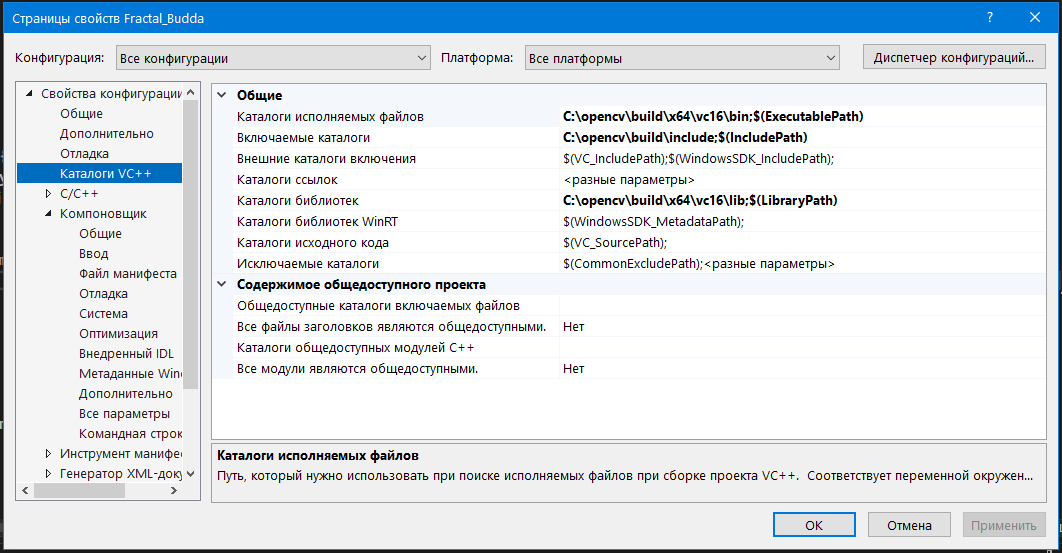 Страницы свойств Fractal_Budda
Конфигурация: Все конфигурации Платформа: Все платформы Диспетчер конфигураций...
Свойства конфигурации
Общие
Дополнительно
Отладка
Каталоги VC++
C/C++
Компоновщик
Общие
Ввод
Файл манифеста
Отладка
Система
Оптимизация
Внедренный IDL
Метаданные Win
Дополнительно
Все параметры
Командная строк
Инструмент манифес
Генератор XML-доку
Общие
Каталоги исполняемых файлов C:\opencv\build\x64\vc16\bin;$(ExecutablePath)
Включаемые каталоги C:\opencv\build\include;$(IncludePath)
Внешние каталоги включения $(VC_IncludePath);$(WindowsSDK_IncludePath);
Каталоги ссылок <разные параметры>
Каталоги библиотек C:\opencv\build\x64\vc16\lib;$(LibraryPath)
Каталоги библиотек WinRT $(WindowsSDK_MetadataPath);
Каталоги исходного кода $(VC_SourcePath);
Исключаемые каталоги $(CommonExcludePath);<разные параметры>
Содержимое общедоступного проекта
Общедоступные каталоги включаемых файлов
Все файлы заголовков являются общедоступными. Нет
Каталоги общедоступных модулей C++
Все модули являются общедоступными. Нет
Каталоги исполняемых файлов
Путь, который нужно использовать при поиске исполняемых файлов при сборке проекта VC++. Соответствует переменной окружен...
ОК Отмена Применить